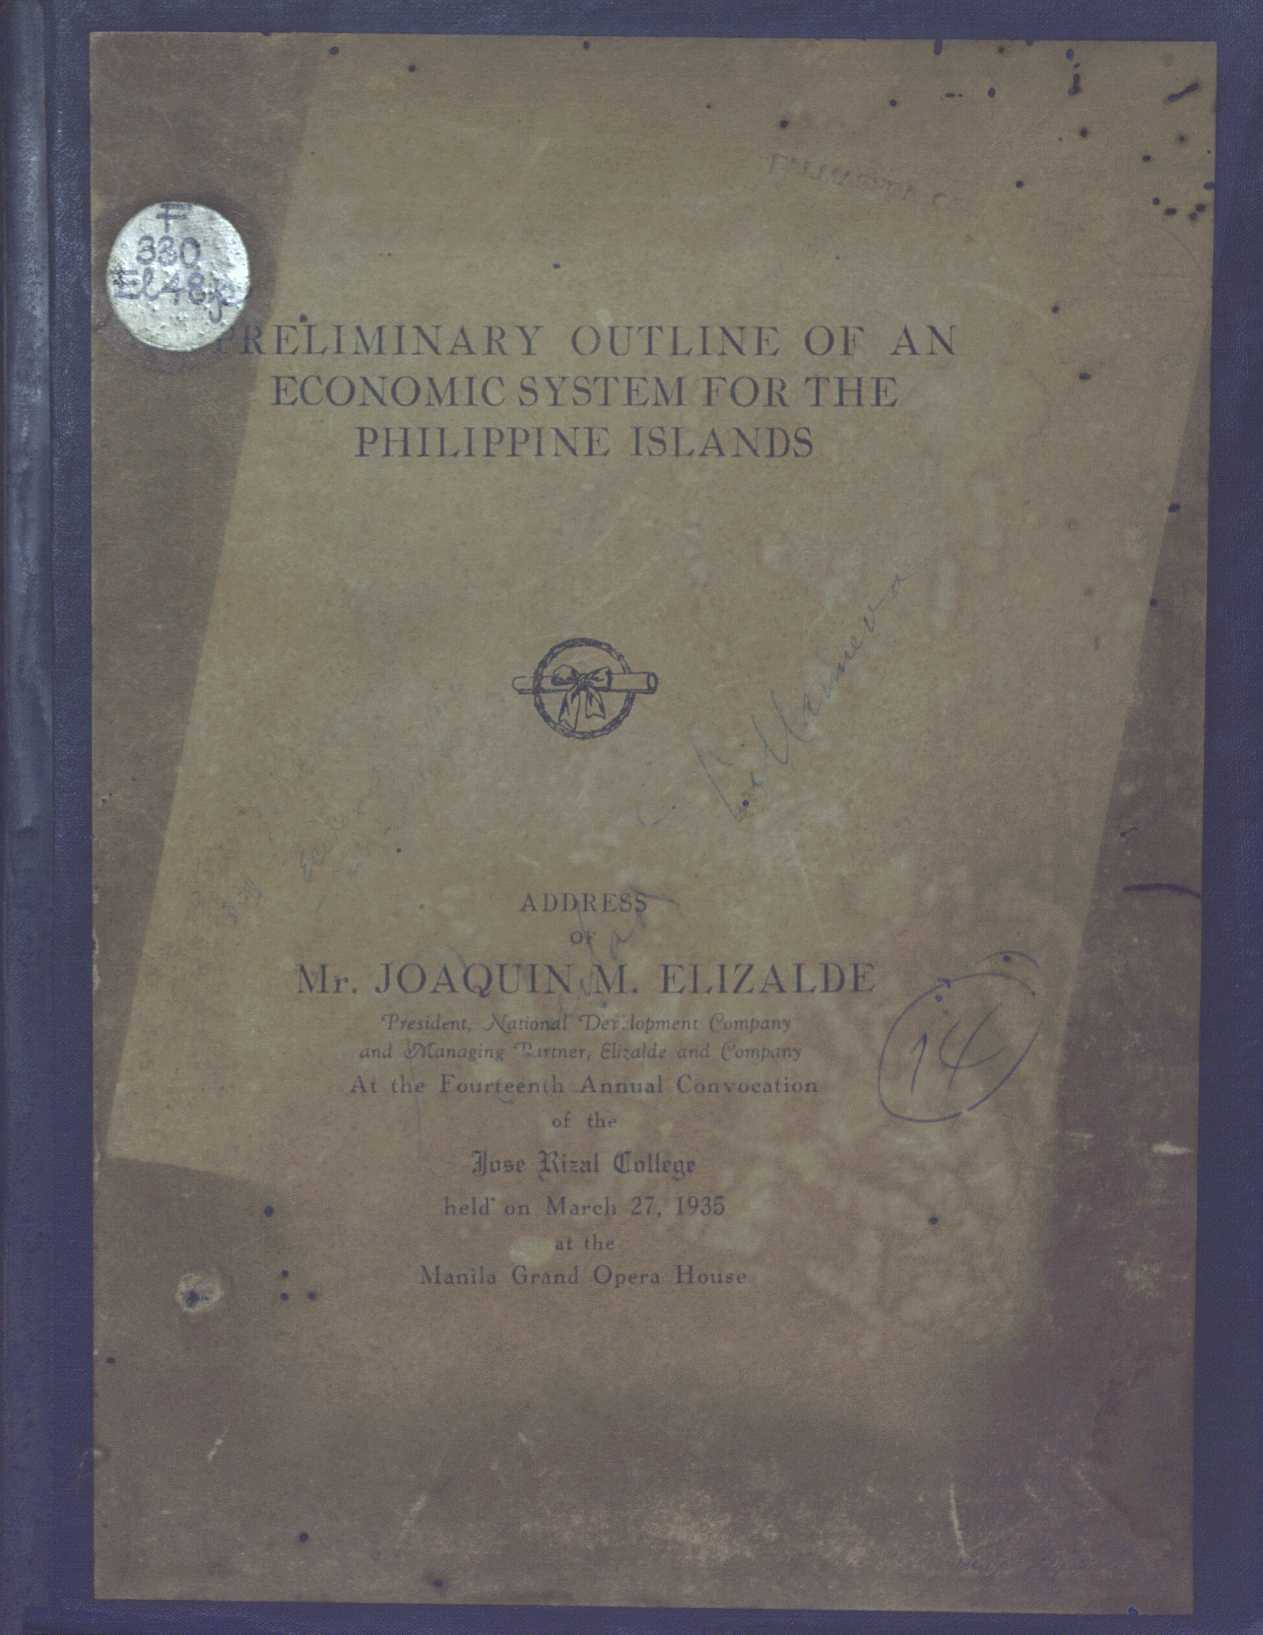 F
330
El48p
PRELIMINARY OUTLINE OF AN
ECONOMIC SYSTEM FOR THE
PHILIPPINE ISLANDS
ADDRESS
OF
Mr. JOAQUIN M. ELIZALDE
President, National Development Company
and Managing Partner, Elizalde and Company
14
At the Fourteenth Annual Convocation
of the
Jose Rizal College
held on March 27, 1935
at the
Manila Grand Opera House